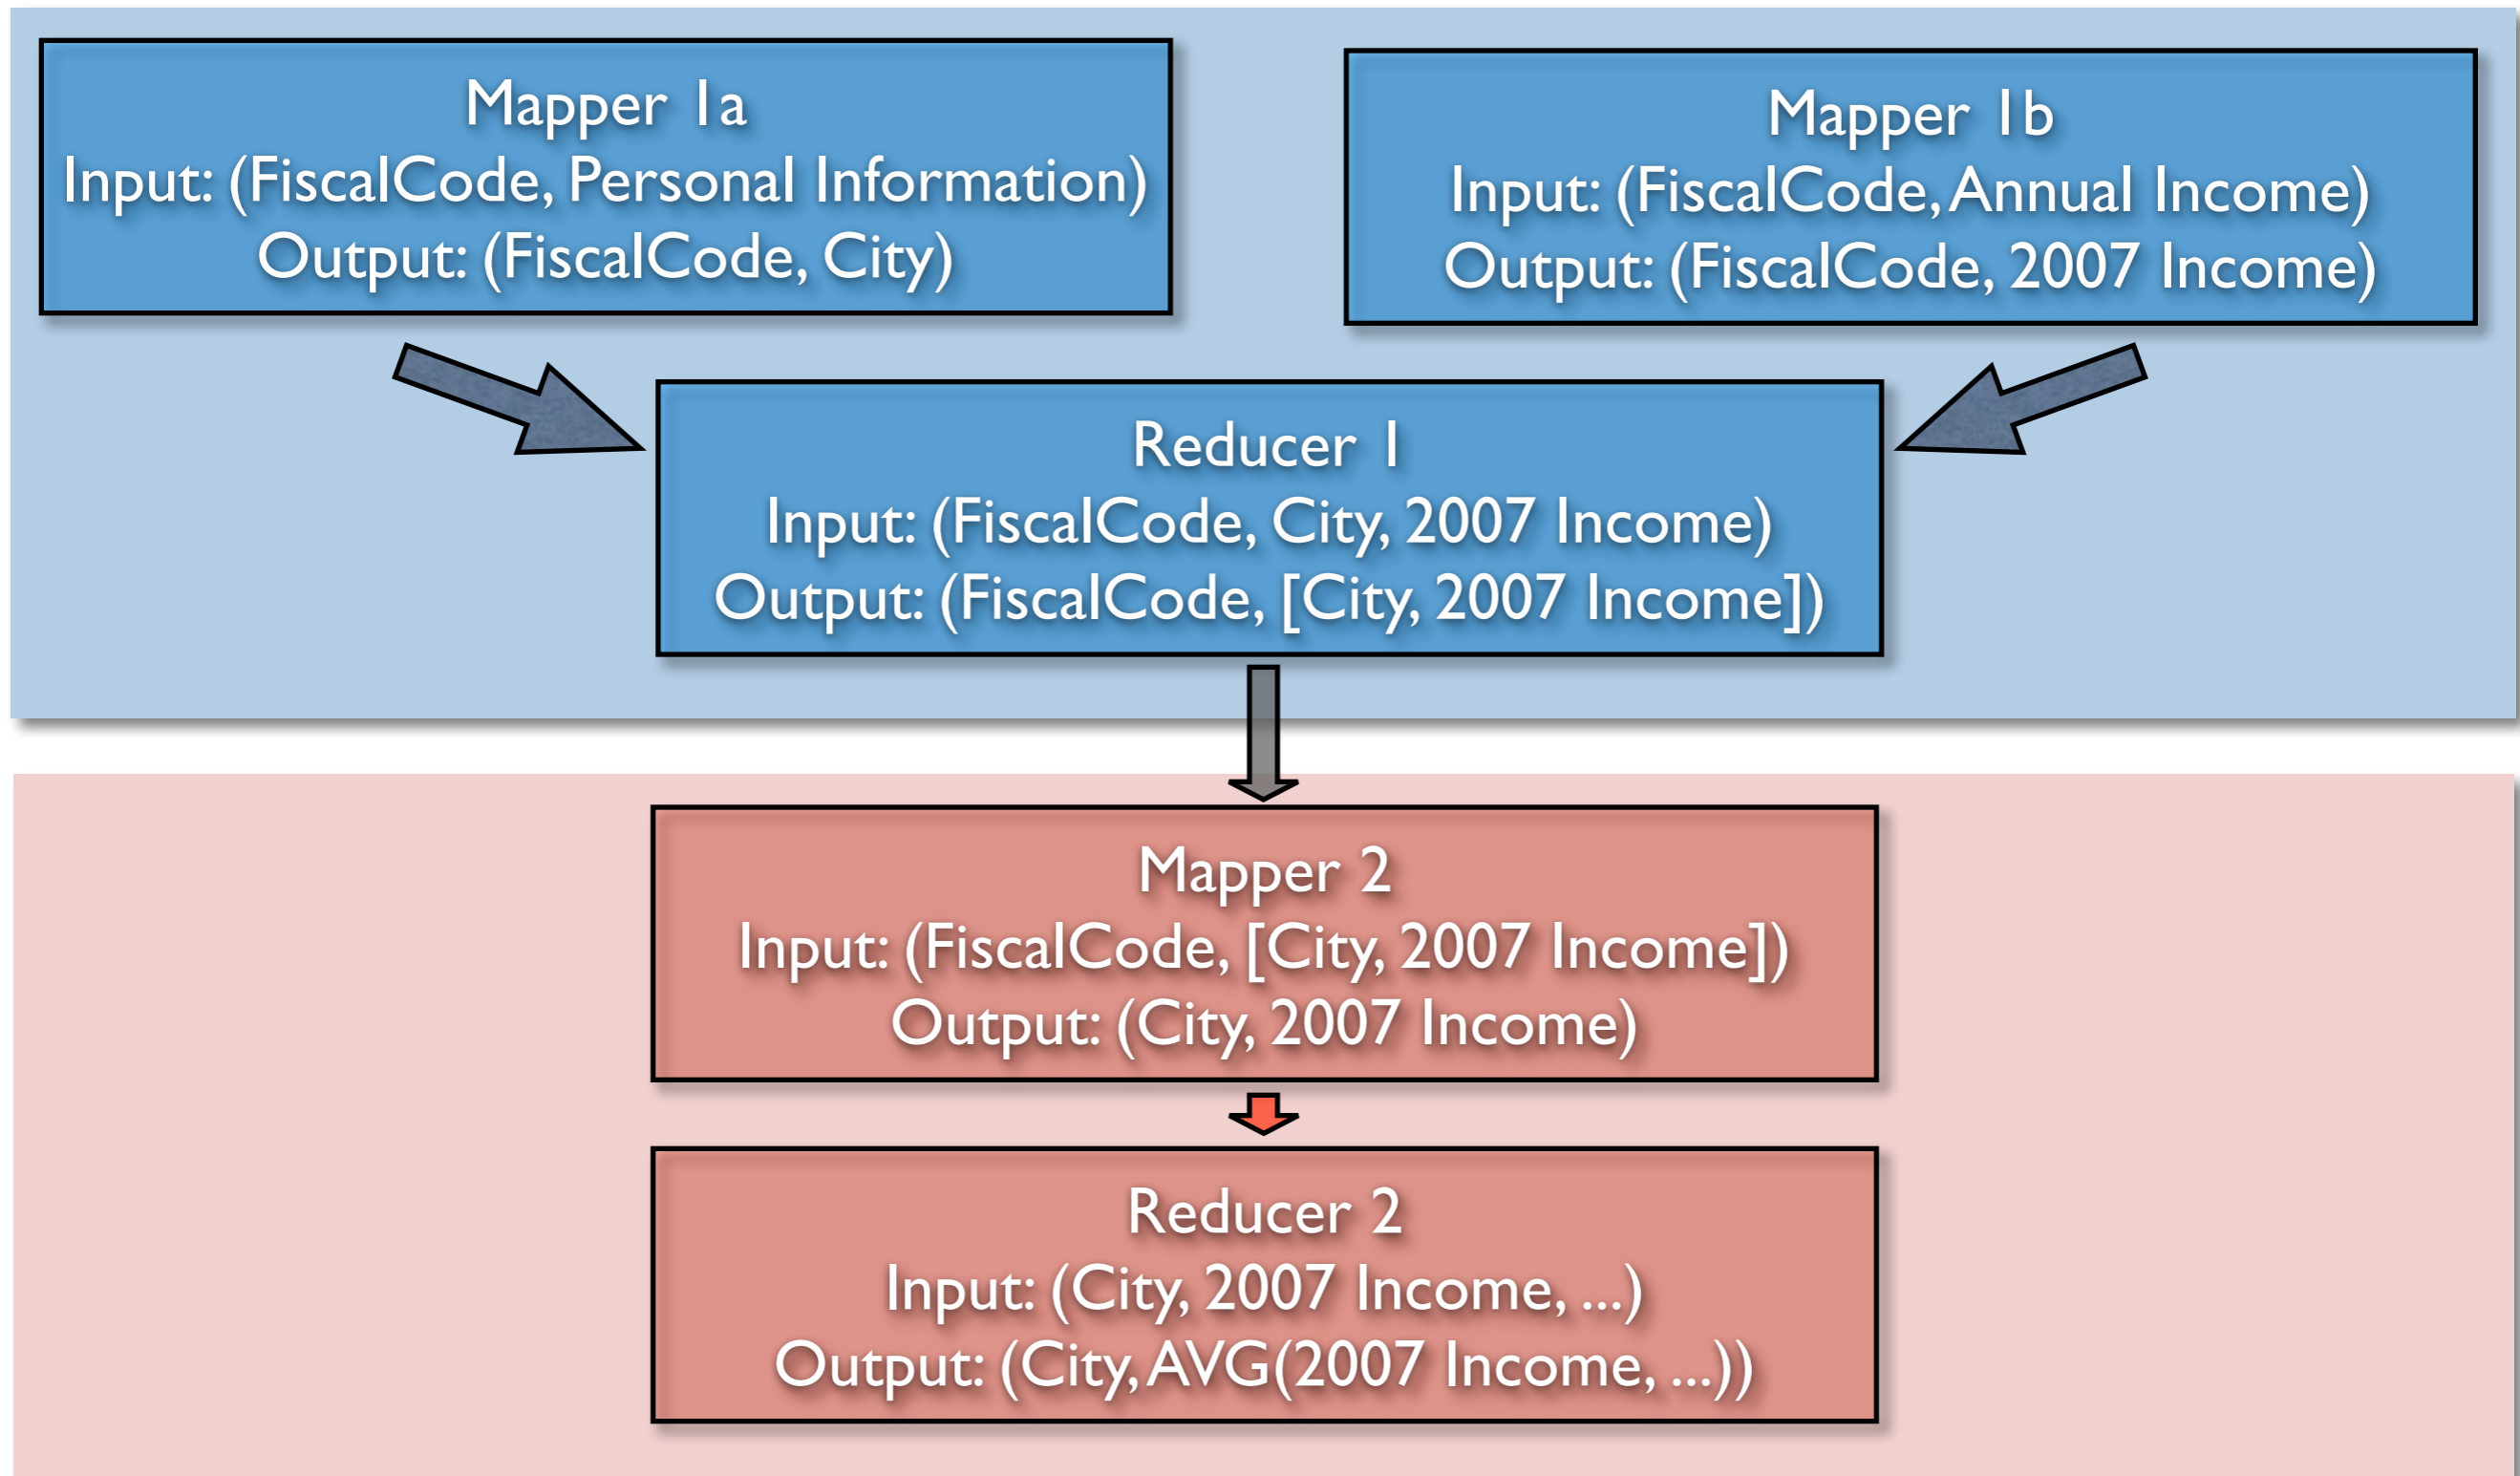 Mapper 1a
Input: (FiscalCode, Personal Information)
Output: (FiscalCode, City)
Mapper 1b
Input: (FiscalCode, Annual Income)
Output: (FiscalCode, 2007 Income)
Reducer 1
Input: (FiscalCode, City, 2007 Income)
Output: (FiscalCode, [City, 2007 Income])
Mapper 2
Input: (FiscalCode, [City, 2007 Income])
Output: (City, 2007 Income)
Reducer 2
Input: (City, 2007 Income, ...)
Output: (City, AVG(2007 Income, ...))